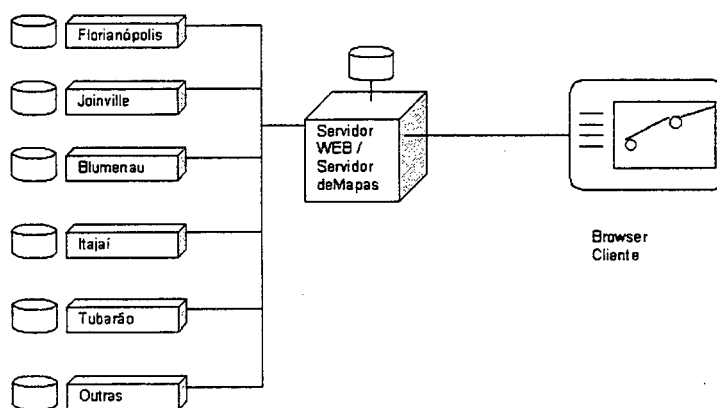 Florianópolis
Joinville
Blumenau
Itajaí
Tubarão
Outras
Servidor
WEB /
Servidor
deMapas
Browser
Cliente